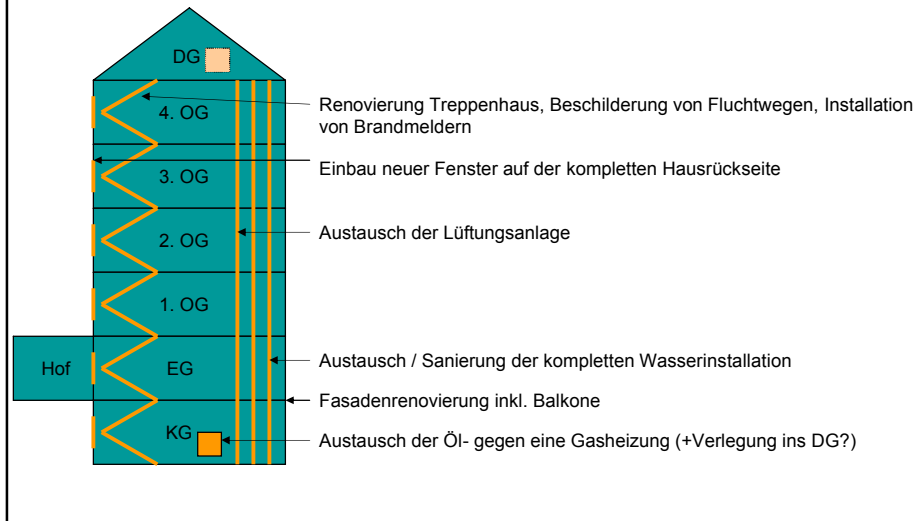 DG
4. OG
Renovierung Treppenhaus, Beschilderung von Fluchtwegen, Installation
von Brandmeldern
3. OG
Einbau neuer Fenster auf der kompletten Hausrückseite
2. OG
Austausch der Lüftungsanlage
1. OG
Hof
EG
Austausch / Sanierung der kompletten Wasserinstallation
Fasadenrenovierung inkl. Balkone
KG
Austausch der Öl- gegen eine Gasheizung (+Verlegung ins DG?)